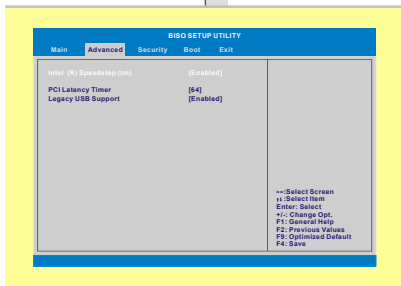 BISO SETUP UTILITY
Main Advanced Security Boot Exit
Intel (R) Speedstep (tm) [Enabled]
PCI Latency Timer [64]
Legacy USB Support [Enabled]
↔:Select Screen
↑↓:Select Item
Enter: Select
+/-: Change Opt.
F1: General Help
F2: Previous Values
F9: Optimized Default
F4: Save